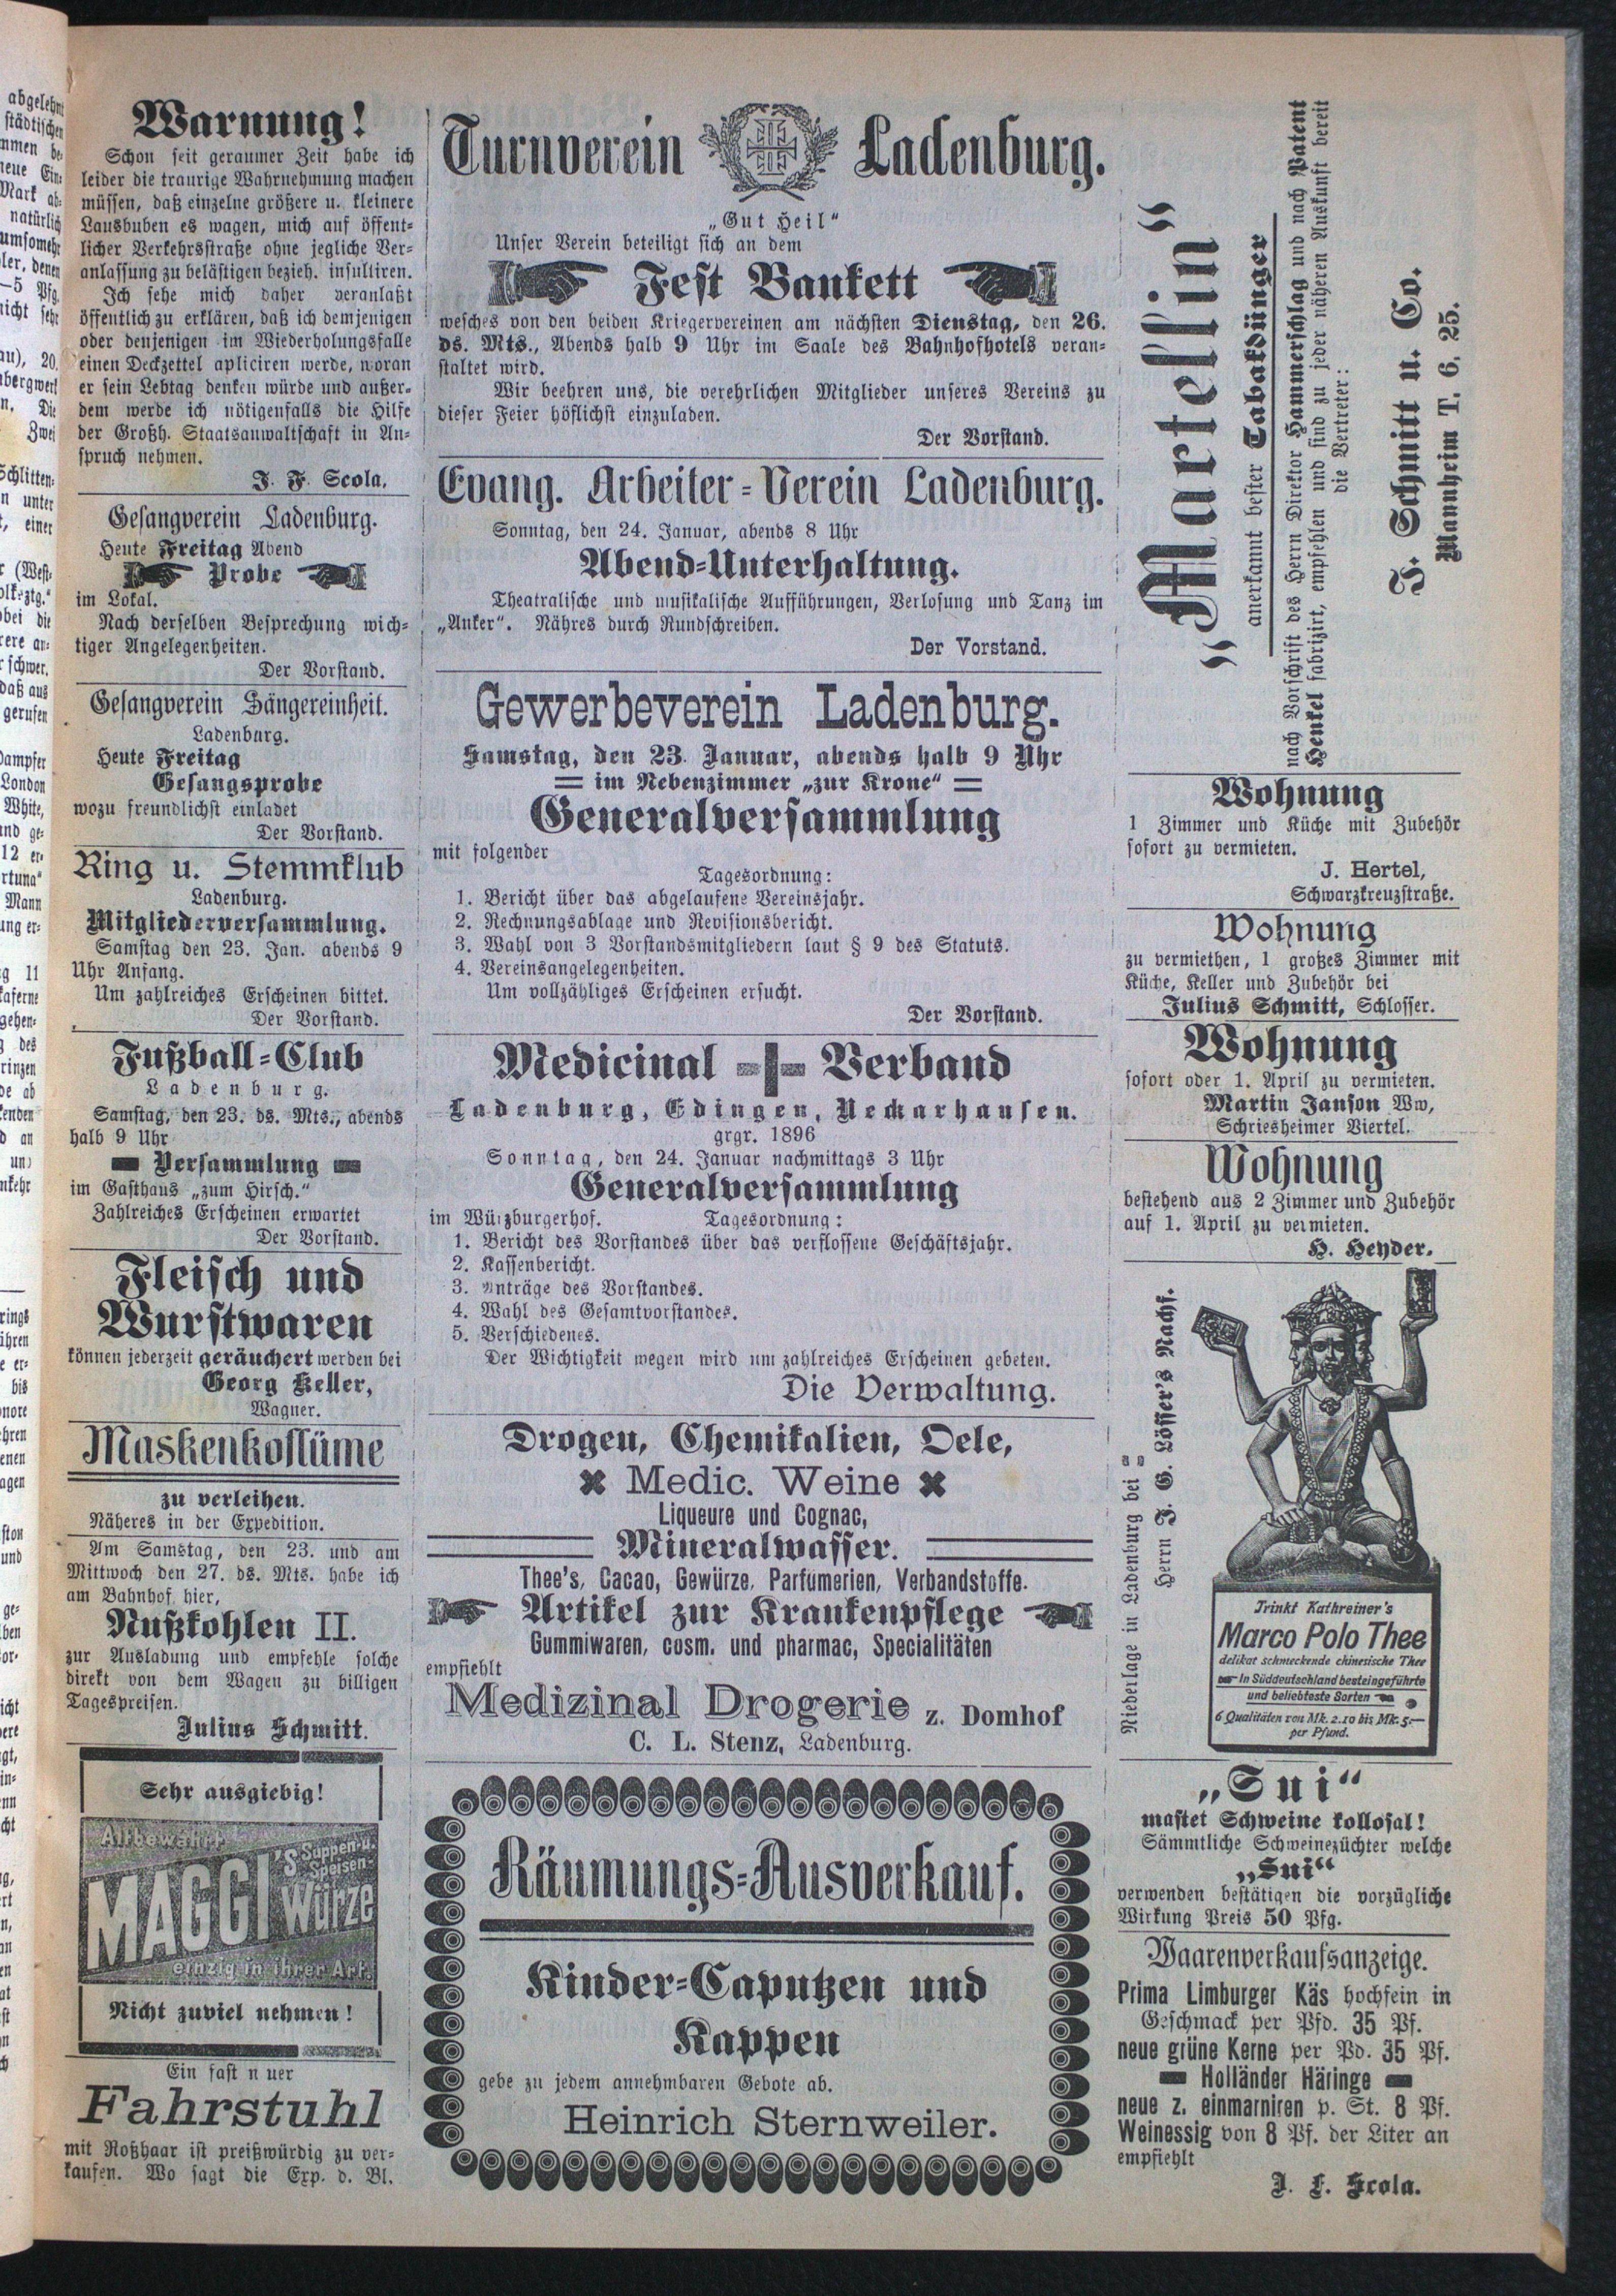 Warnung!
Schon seit geraumer Zeit habe ich
leider die traurige Wahrnehmung machen
müssen, daß einzelne größere u. kleinere
Lausbuben es wagen, mich auf öffent-
licher Verkehrsstraße ohne jegliche Ver-
anlassung zu belästigen bezieh. insultiren.
Ich sehe mich daher veranlaßt
öffentlich zu erklären, daß ich demjenigen
oder denjenigen im Wiederholungsfalle
einen Deckzettel apliciren werde, woran
er sein Lebtag denken würde und außer-
dem werde ich nötigenfalls die Hilfe
der Großh. Staatsanwaltschaft in An-
spruch nehmen.
J. F. Scola.
Gesangverein Ladenburg.
Heute Freitag Abend
Probe
im Lokal.
Nach derselben Besprechung wich-
tiger Angelegenheiten.
Der Vorstand.
Gesangverein Sängereinheit.
Ladenburg.
Heute Freitag
Gesangsprobe
wozu freundlichst einladet
Der Vorstand.
Ring u. Stemmklub
Ladenburg.
Mitgliederversammlung.
Samstag den 23. Jan. abends 9
Uhr Anfang.
Um zahlreiches Erscheinen bittet.
Der Vorstand.
Fußball-Club
Ladenburg.
Samstag, den 23. ds. Mts., abends
halb 9 Uhr
Versammlung
im Gasthaus „zum Hirsch.“
Zahlreiches Erscheinen erwartet
Der Vorstand.
Fleisch und
Wurstwaren
können jederzeit geräuchert werden bei
Georg Keller,
Wagner.
Maskenkostüme
zu verleihen.
Näheres in der Expedition.
Am Samstag, den 23. und am
Mittwoch den 27. ds. Mts. habe ich
am Bahnhof hier,
Nußkohlen II.
zur Ausladung und empfehle solche
direkt von dem Wagen zu billigen
Tagespreisen.
Julius Schmitt.
Sehr ausgiebig!
Altbewährt
MAGGI's Suppen- u.
Speisen-
Würze
einzig in ihrer Art.
Nicht zuviel nehmen!
Ein fast n uer
Fahrstuhl
mit Roßhaar ist preißwürdig zu ver-
kaufen. Wo sagt die Exp. d. Bl.
Turnverein Ladenburg.
„Gut Heil“
Unser Verein beteiligt sich an dem
Fest Bankett
welches von den beiden Kriegervereinen am nächsten Dienstag, den 26.
ds. Mts., Abends halb 9 Uhr im Saale des Bahnhofhotels veran-
staltet wird.
Wir beehren uns, die verehrlichen Mitglieder unseres Vereins zu
dieser Feier höflichst einzuladen.
Der Vorstand.
Evang. Arbeiter-Verein Ladenburg.
Sonntag, den 24. Januar, abends 8 Uhr
Abend-Unterhaltung.
Theatralische und musikalische Aufführungen, Verlosung und Tanz im
„Anker“. Nähres durch Rundschreiben.
Der Vorstand.
Gewerbeverein Ladenburg.
Samstag, den 23. Januar, abends halb 9 Uhr
im Nebenzimmer „zur Krone“
Generalversammlung
mit folgender
Tagesordnung:
1. Bericht über das abgelaufene Vereinsjahr.
2. Rechnungsablage und Revisionsbericht.
3. Wahl von 3 Vorstandsmitgliedern laut § 9 des Statuts.
4. Vereinsangelegenheiten.
Um vollzähliges Erscheinen ersucht.
Der Vorstand.
Medicinal Verband
Ladenburg, Edingen, Neckarhausen.
grgr. 1896
Sonntag, den 24. Januar nachmittags 3 Uhr
Generalversammlung
im Würzburgerhof. Tagesordnung:
1. Bericht des Vorstandes über das verflossene Geschäftsjahr.
2. Kassenbericht.
3. Anträge des Vorstandes.
4. Wahl des Gesamtvorstandes.
5. Verschiedenes.
Der Wichtigkeit wegen wird um zahlreiches Erscheinen gebeten.
Die Verwaltung.
Drogen, Chemikalien, Oele,
Medic. Weine
Liqueure und Cognac,
Mineralwasser.
Thee's, Cacao, Gewürze, Parfümerien, Verbandstoffe.
Artikel zur Krankenpflege
Gummiwaren, cosm. und pharmac, Specialitäten
empfiehlt
Medizinal Drogerie z. Domhof
C. L. Stenz, Ladenburg.
Räumungs-Ausverkauf.
Kinder-Caputzen und
Kappen
gebe zu jedem annehmbaren Gebote ab.
Heinrich Sternweiler.
„Martellin“
anerkannt bester Tabakdünger
nach Vorschrift des Herrn Direktor Hammerschlag und nach Patent
Henkel fabrizirt, empfehlen und sind zu jeder näheren Auskunft bereit
die Vertreter:
F. Schmitt u. Co.
Mannheim T. 6. 25.
Wohnung
1 Zimmer und Küche mit Zubehör
sofort zu vermieten.
J. Hertel,
Schwarzkreuzstraße.
Wohnung
zu vermiethen, 1 großes Zimmer mit
Küche, Keller und Zubehör bei
Julius Schmitt, Schlosser.
Wohnung
sofort oder 1. April zu vermieten.
Martin Janson Ww,
Schriesheimer Viertel.
Wohnung
bestehend aus 2 Zimmer und Zubehör
auf 1. April zu vermieten.
H. Heyder.
Niederlage in Ladenburg bei
Herrn J. G. Löffer's Nachf.
Trinkt Kathreiner's
Marco Polo Thee
delikat schmeckende chinesische Thee
In Süddeutschland besteingeführte
und beliebteste Sorten
6 Qualitäten von Mk. 2.10 bis Mk. 5.—
per Pfund.
„Sui“
mastet Schweine kollosal!
Sämmtliche Schweinezüchter welche
„Sui“
verwenden bestätigen die vorzügliche
Wirkung Preis 50 Pfg.
Waarenverkaufsanzeige.
Prima Limburger Käs hochfein in
Geschmack per Pfd. 35 Pf.
neue grüne Kerne per Pd. 35 Pf.
Holländer Häringe
neue z. einmarniren p. St. 8 Pf.
Weinessig von 8 Pf. der Liter an
empfiehlt
J. F. Scola.